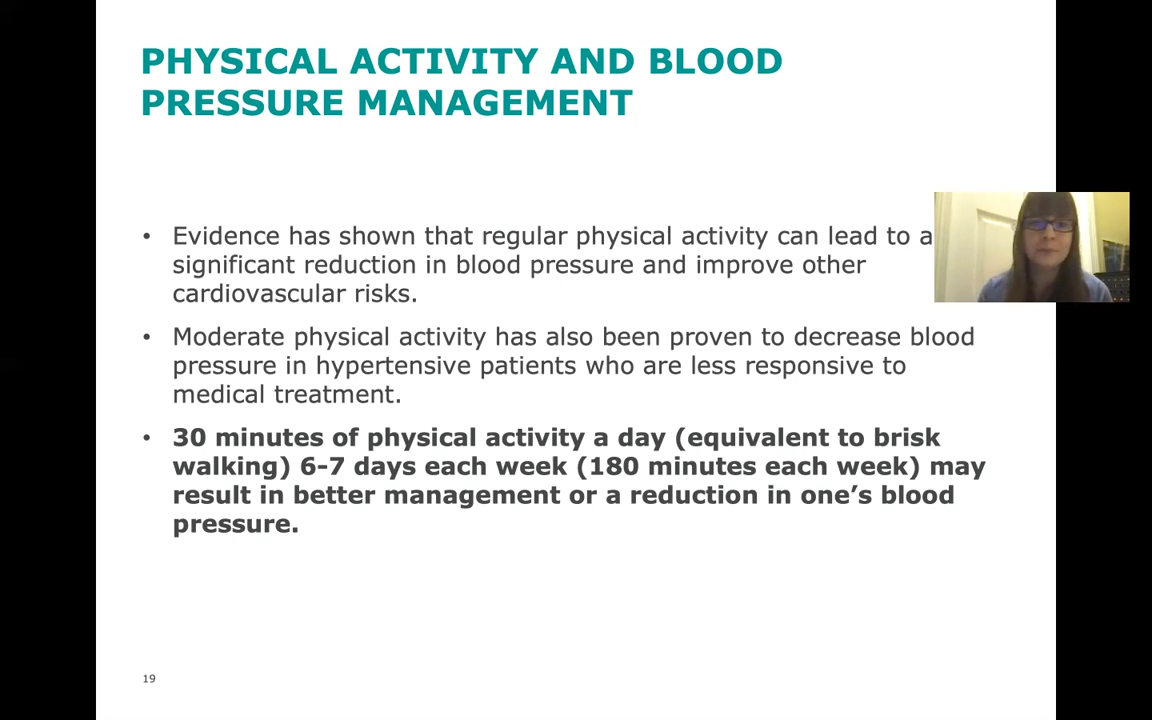 PHYSICAL ACTIVITY AND BLOOD
PRESSURE MANAGEMENT
• Evidence has shown that regular physical activity can lead to a
significant reduction in blood pressure and improve other
cardiovascular risks.
• Moderate physical activity has also been proven to decrease blood
pressure in hypertensive patients who are less responsive to
medical treatment.
• 30 minutes of physical activity a day (equivalent to brisk
walking) 6-7 days each week (180 minutes each week) may
result in better management or a reduction in one’s blood
pressure.
19